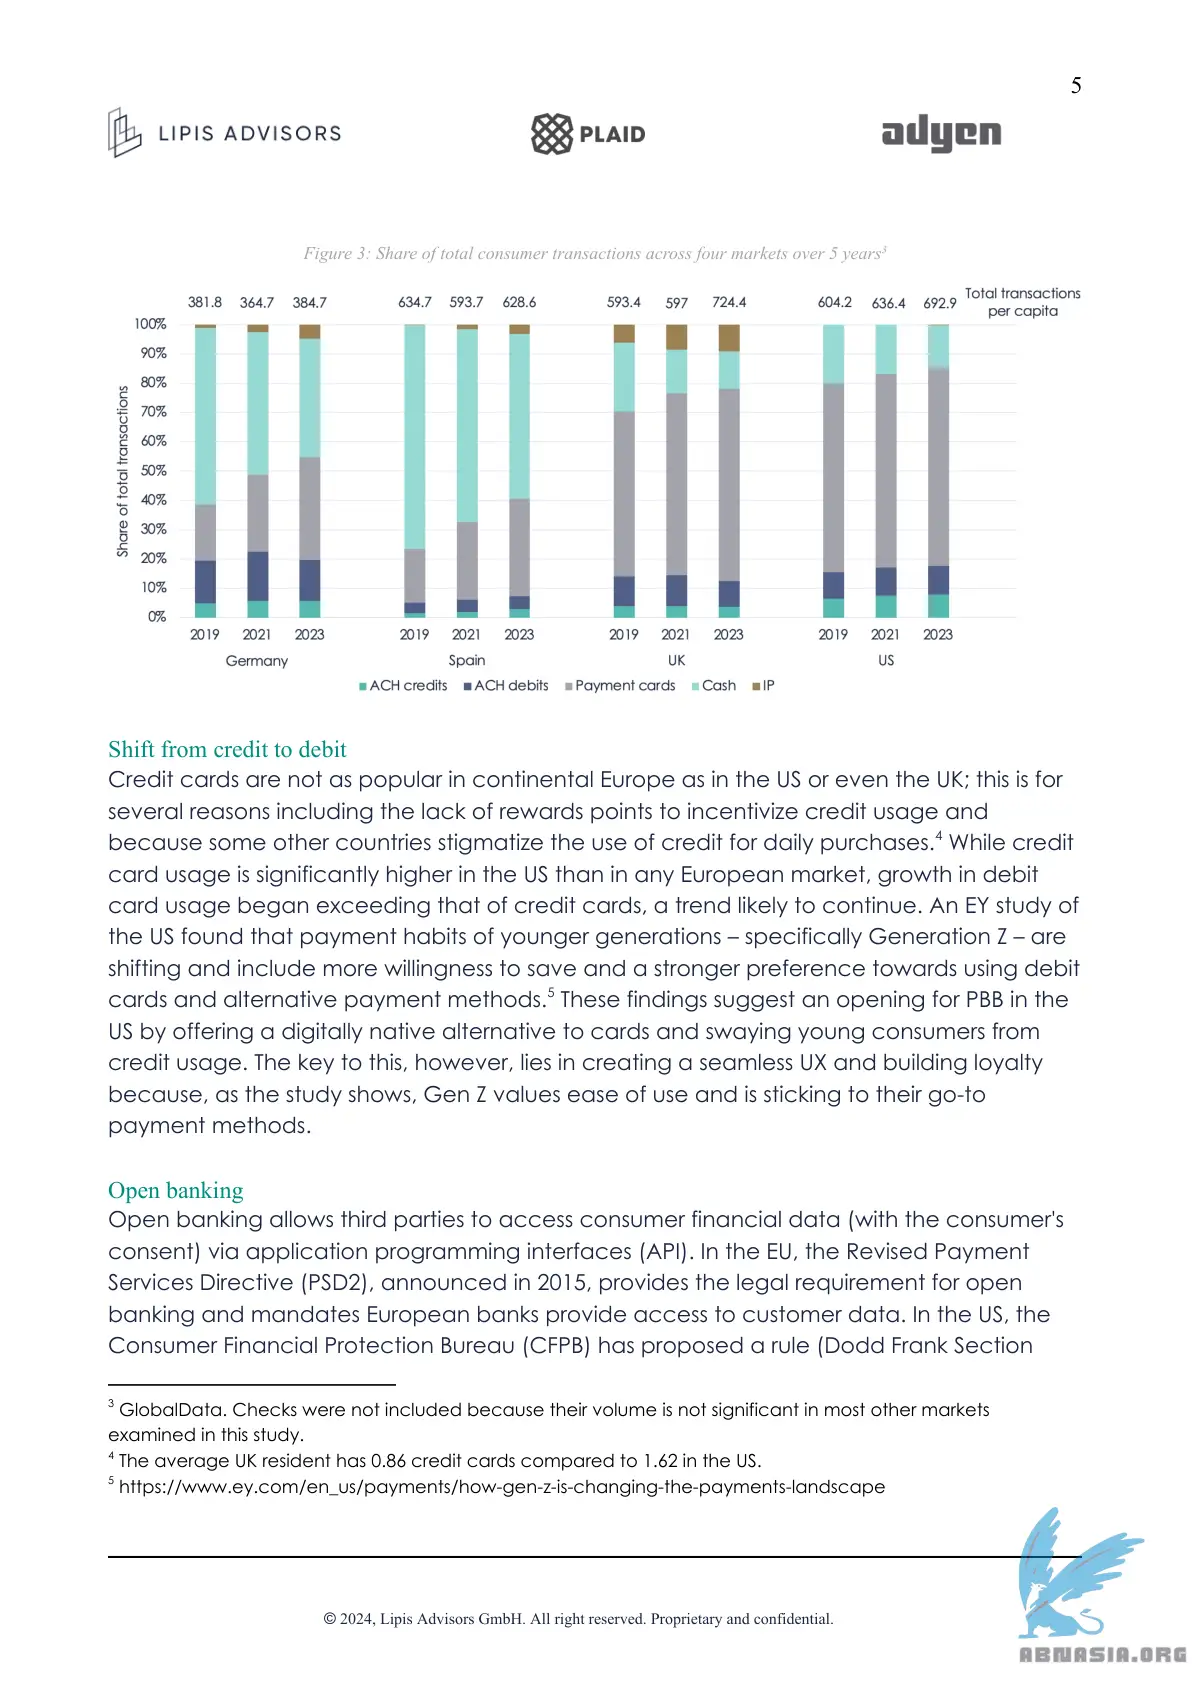 5
LIPIS ADVISORS
PLAID
adyen
Figure 3: Share of total consumer transactions across four markets over 5 years3
381.8 364.7 384.7 634.7 593.7 628.6 593.4 597 724.4 604.2 636.4 692.9 Total transactions
per capita
100%
90%
80%
70%
60%
50%
40%
30%
20%
10%
0%
Share of total transactions
2019 2021 2023 2019 2021 2023 2019 2021 2023 2019 2021 2023
Germany Spain UK US
ACH credits ACH debits Payment cards Cash IP
Shift from credit to debit
Credit cards are not as popular in continental Europe as in the US or even the UK; this is for
several reasons including the lack of rewards points to incentivize credit usage and
because some other countries stigmatize the use of credit for daily purchases.4 While credit
card usage is significantly higher in the US than in any European market, growth in debit
card usage began exceeding that of credit cards, a trend likely to continue. An EY study of
the US found that payment habits of younger generations – specifically Generation Z – are
shifting and include more willingness to save and a stronger preference towards using debit
cards and alternative payment methods.5 These findings suggest an opening for PBB in the
US by offering a digitally native alternative to cards and swaying young consumers from
credit usage. The key to this, however, lies in creating a seamless UX and building loyalty
because, as the study shows, Gen Z values ease of use and is sticking to their go-to
payment methods.
Open banking
Open banking allows third parties to access consumer financial data (with the consumer's
consent) via application programming interfaces (API). In the EU, the Revised Payment
Services Directive (PSD2), announced in 2015, provides the legal requirement for open
banking and mandates European banks provide access to customer data. In the US, the
Consumer Financial Protection Bureau (CFPB) has proposed a rule (Dodd Frank Section
3 GlobalData. Checks were not included because their volume is not significant in most other markets
examined in this study.
4 The average UK resident has 0.86 credit cards compared to 1.62 in the US.
5 https://www.ey.com/en_us/payments/how-gen-z-is-changing-the-payments-landscape
© 2024, Lipis Advisors GmbH. All right reserved. Proprietary and confidential.
ABNASIA.ORG